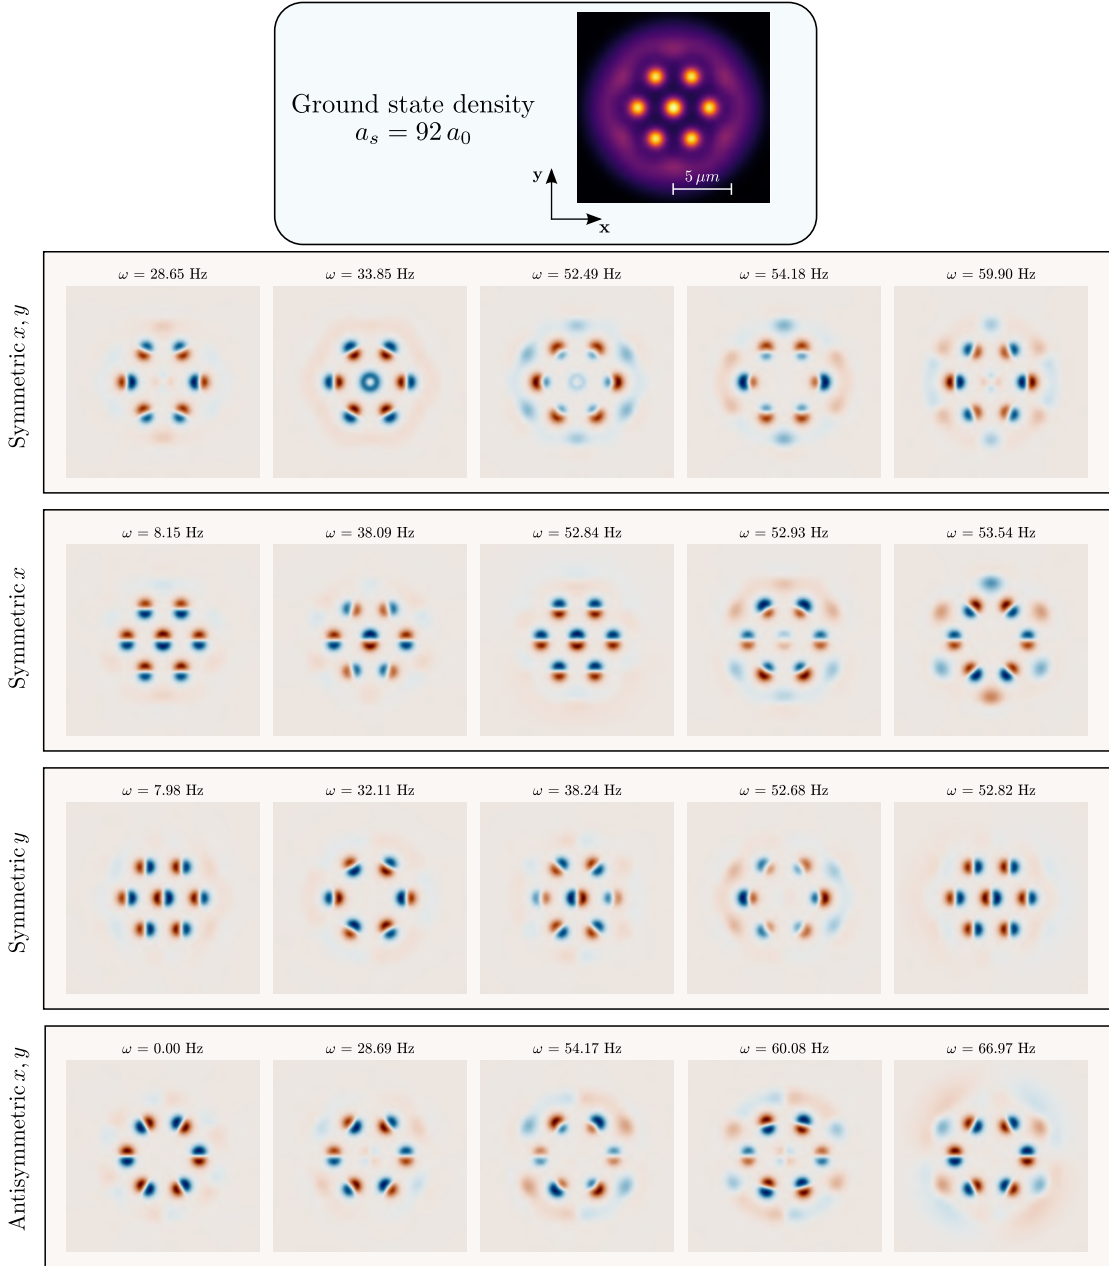 Ground state density
a_s = 92 a_0
y
x
5 μm
Symmetric x, y
ω = 28.65 Hz
ω = 33.85 Hz
ω = 52.49 Hz
ω = 54.18 Hz
ω = 59.90 Hz
Symmetric x
ω = 8.15 Hz
ω = 38.09 Hz
ω = 52.84 Hz
ω = 52.93 Hz
ω = 53.54 Hz
Symmetric y
ω = 7.98 Hz
ω = 32.11 Hz
ω = 38.24 Hz
ω = 52.68 Hz
ω = 52.82 Hz
Antisymmetric x, y
ω = 0.00 Hz
ω = 28.69 Hz
ω = 54.17 Hz
ω = 60.08 Hz
ω = 66.97 Hz